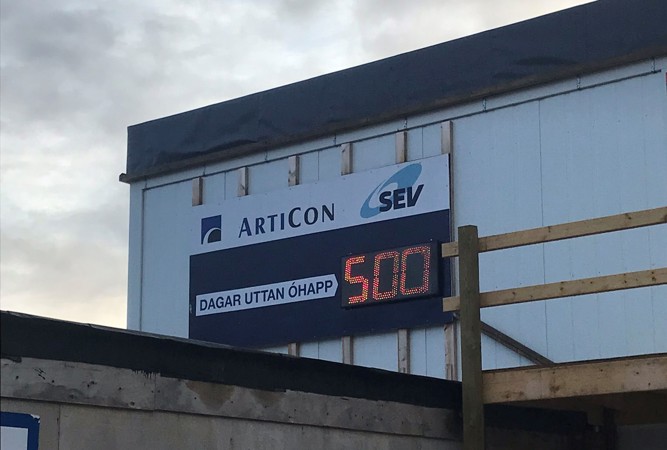 ARTICON
SEV
DAGAR UTTAN ÓHAPP
500